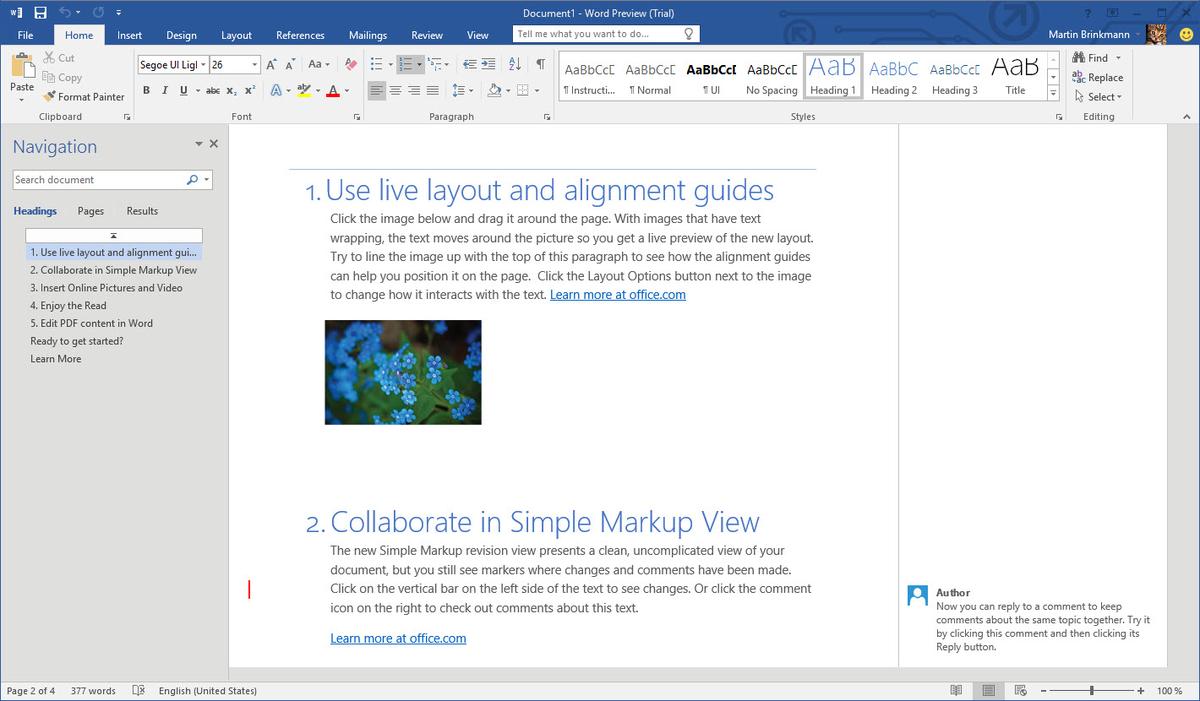 Document1 - Word Preview (Trial)
File Home Insert Design Layout References Mailings Review View Tell me what you want to do... Martin Brinkmann
Paste
Cut
Copy
Format Painter
Clipboard
Segoe UI Ligl 26 Aa
B I U abc x₂ x² A ab A
Font
Paragraph
AaBbCcI AaBbCcI AaBbCcI AaBbCcI AaB AaBbC AaBbCcI AaB
¶ Instructi... ¶ Normal ¶ UI No Spacing Heading 1 Heading 2 Heading 3 Title
Styles
Find
Replace
Select
Editing
Navigation
Search document
Headings Pages Results
1. Use live layout and alignment gui...
2. Collaborate in Simple Markup View
3. Insert Online Pictures and Video
4. Enjoy the Read
5. Edit PDF content in Word
Ready to get started?
Learn More
1. Use live layout and alignment guides
Click the image below and drag it around the page. With images that have text
wrapping, the text moves around the picture so you get a live preview of the new layout.
Try to line the image up with the top of this paragraph to see how the alignment guides
can help you position it on the page.  Click the Layout Options button next to the image
to change how it interacts with the text. Learn more at office.com
2. Collaborate in Simple Markup View
The new Simple Markup revision view presents a clean, uncomplicated view of your
document, but you still see markers where changes and comments have been made.
Click on the vertical bar on the left side of the text to see changes. Or click the comment
icon on the right to check out comments about this text.
Learn more at office.com
Author
Now you can reply to a comment to keep
comments about the same topic together. Try it
by clicking this comment and then clicking its
Reply button.
Page 2 of 4 377 words English (United States) 100 %